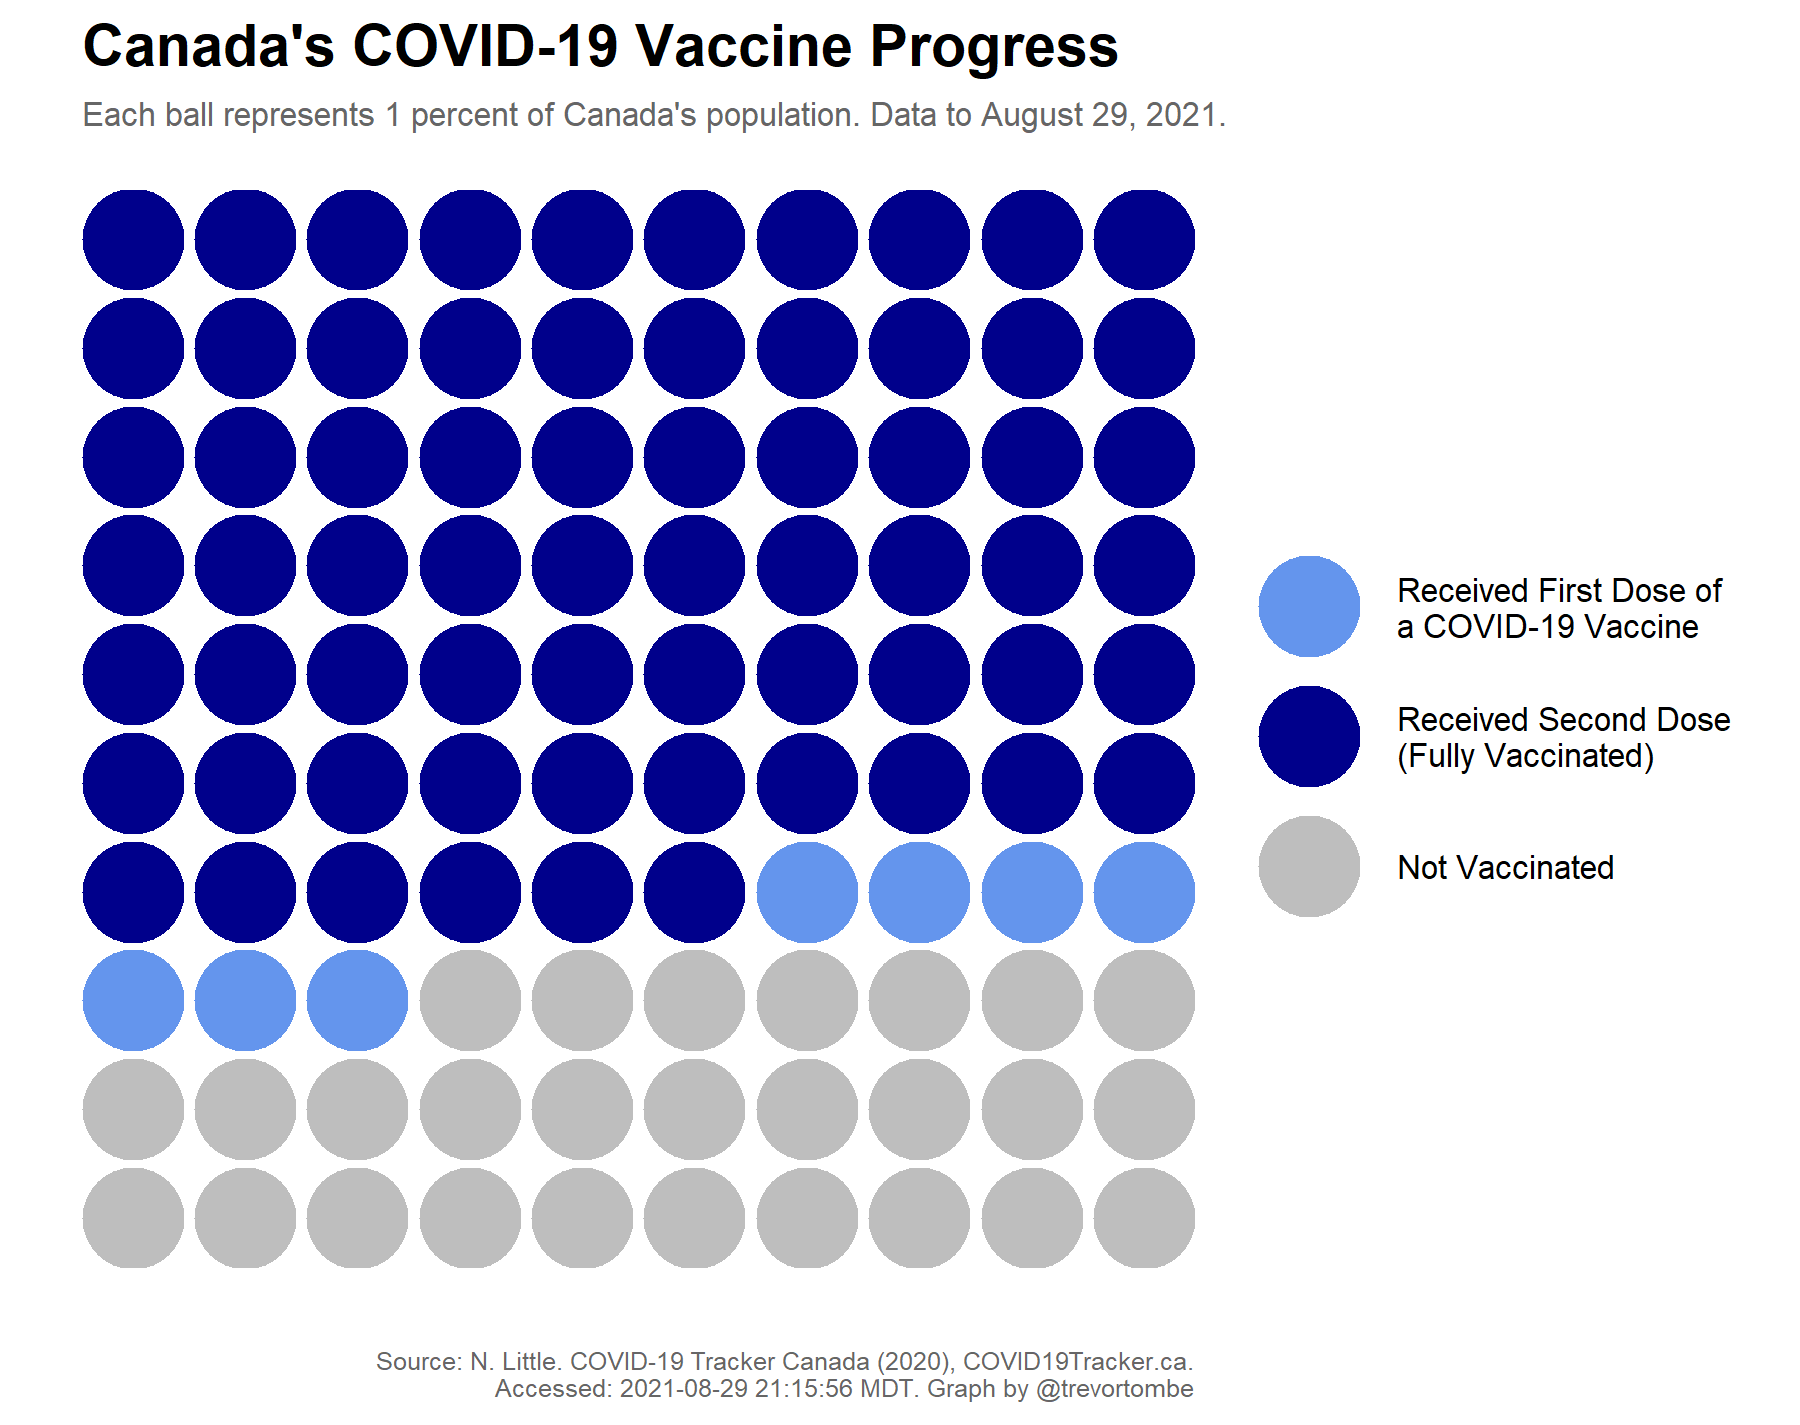 Canada's COVID-19 Vaccine Progress
Each ball represents 1 percent of Canada's population. Data to August 29, 2021.
Received First Dose of
a COVID-19 Vaccine
Received Second Dose
(Fully Vaccinated)
Not Vaccinated
Source: N. Little. COVID-19 Tracker Canada (2020), COVID19Tracker.ca.
Accessed: 2021-08-29 21:15:56 MDT. Graph by @trevortombe